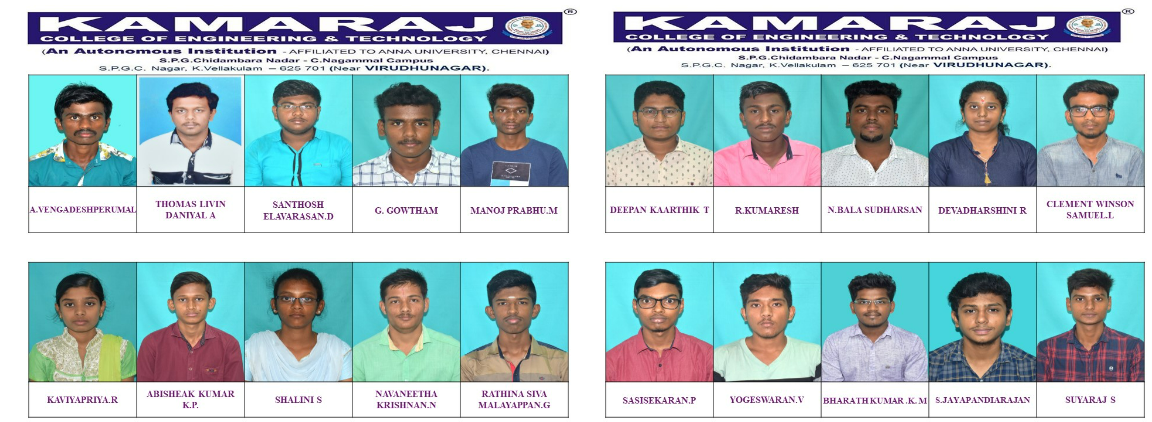 KAMARAJ
COLLEGE OF ENGINEERING & TECHNOLOGY
(An Autonomous Institution - AFFILIATED TO ANNA UNIVERSITY, CHENNAI)
S.P.G.Chidambara Nadar - C.Nagammal Campus
S.P.G.C. Nagar, K.Vellakulam – 625 701 (Near VIRUDHUNAGAR).
A.VENGADESHPERUMAL
THOMAS LIVIN
DANIYAL A
SANTHOSH
ELAVARASAN.D
G. GOWTHAM
MANOJ PRABHU.M
KAVIYAPRIYA.R
ABISHEAK KUMAR
K.P.
SHALINI S
NAVANEETHA
KRISHNAN.N
RATHINA SIVA
MALAYAPPAN.G
®
KAMARAJ
COLLEGE OF ENGINEERING & TECHNOLOGY
(An Autonomous Institution - AFFILIATED TO ANNA UNIVERSITY, CHENNAI)
S.P.G.Chidambara Nadar - C.Nagammal Campus
S.P.G.C. Nagar, K.Vellakulam – 625 701 (Near VIRUDHUNAGAR).
®
DEEPAN KAARTHIK T
R.KUMARESH
N.BALA SUDHARSAN
DEVADHARSHINI R
CLEMENT WINSON
SAMUEL.L
SASISEKARAN.P
YOGESWARAN.V
BHARATH KUMAR .K. M
S.JAYAPANDIARAJAN
SUYARAJ S